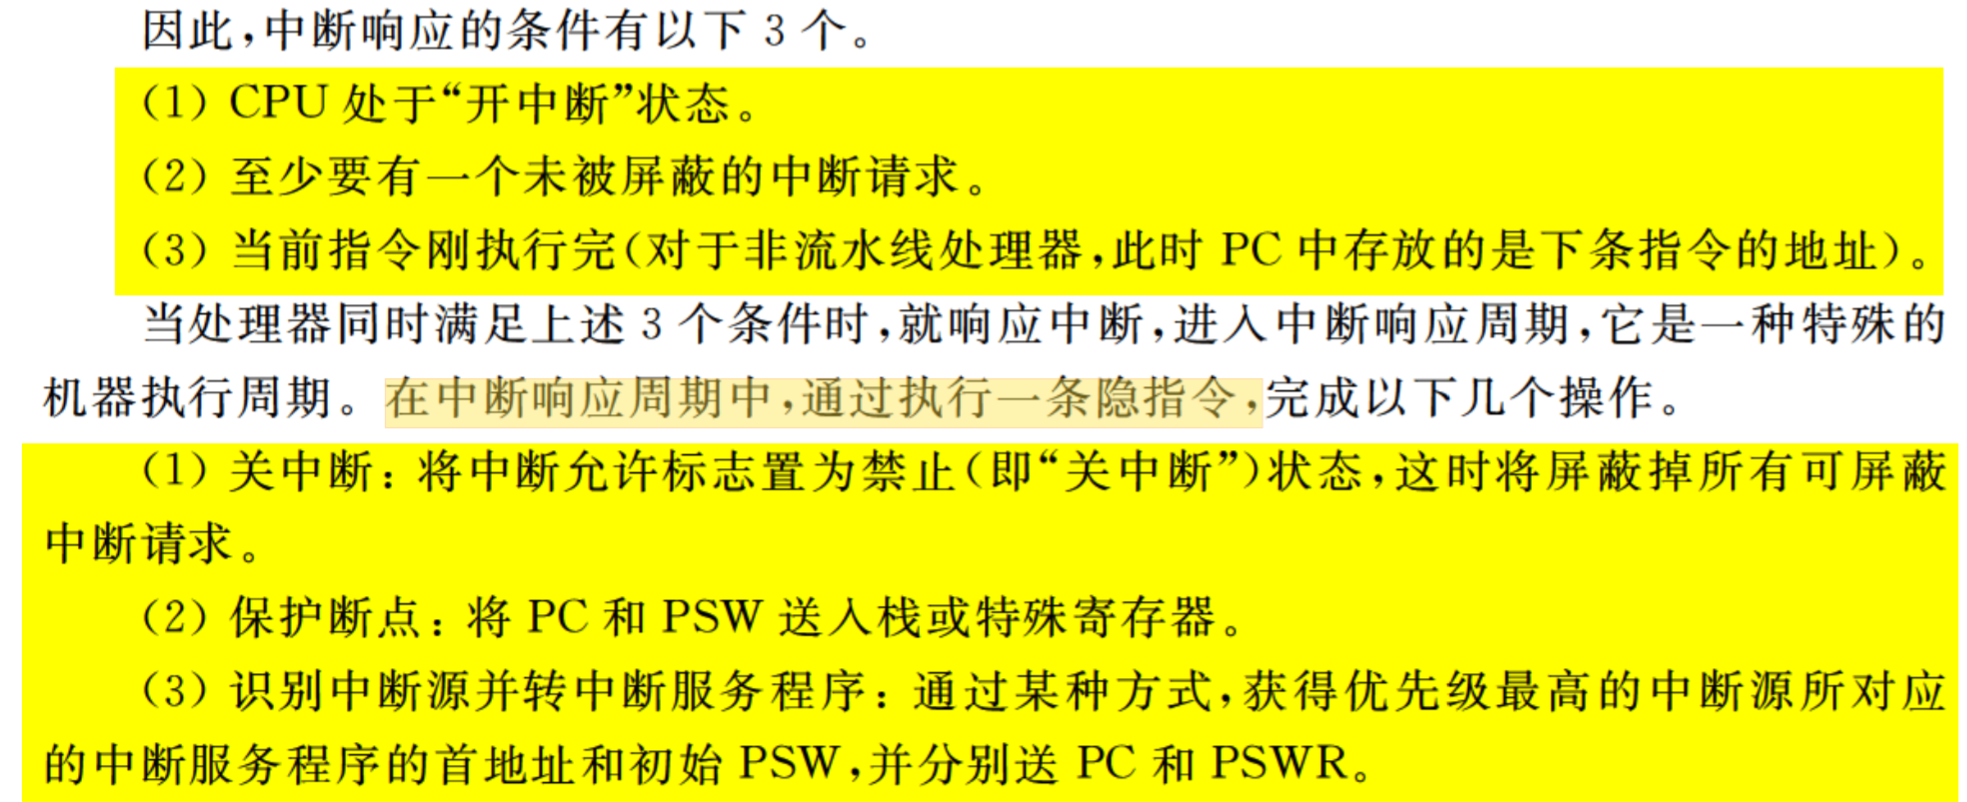 因此,中断响应的条件有以下 3 个。
(1) CPU 处于“开中断”状态。
(2) 至少要有一个未被屏蔽的中断请求。
(3) 当前指令刚执行完(对于非流水线处理器,此时 PC 中存放的是下条指令的地址)。
当处理器同时满足上述 3 个条件时,就响应中断,进入中断响应周期,它是一种特殊的
机器执行周期。在中断响应周期中,通过执行一条隐指令,完成以下几个操作。
(1) 关中断: 将中断允许标志置为禁止(即“关中断”)状态,这时将屏蔽掉所有可屏蔽
中断请求。
(2) 保护断点: 将 PC 和 PSW 送入栈或特殊寄存器。
(3) 识别中断源并转中断服务程序: 通过某种方式,获得优先级最高的中断源所对应
的中断服务程序的首地址和初始 PSW,并分别送 PC 和 PSWR。